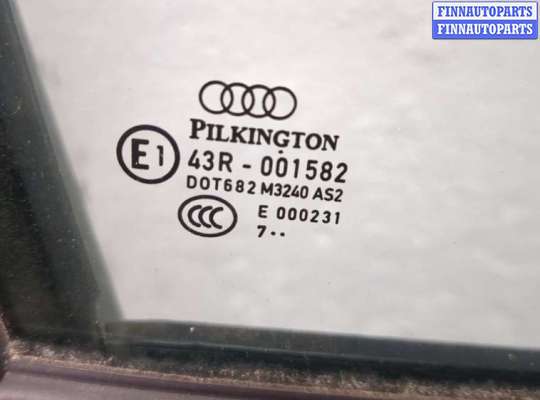 FINNAUTOPARTS
FINNAUTOPARTS
PILKINGTON
E1 43R - 001582
DOT682 M3240 AS2
CCC E 000231
7··